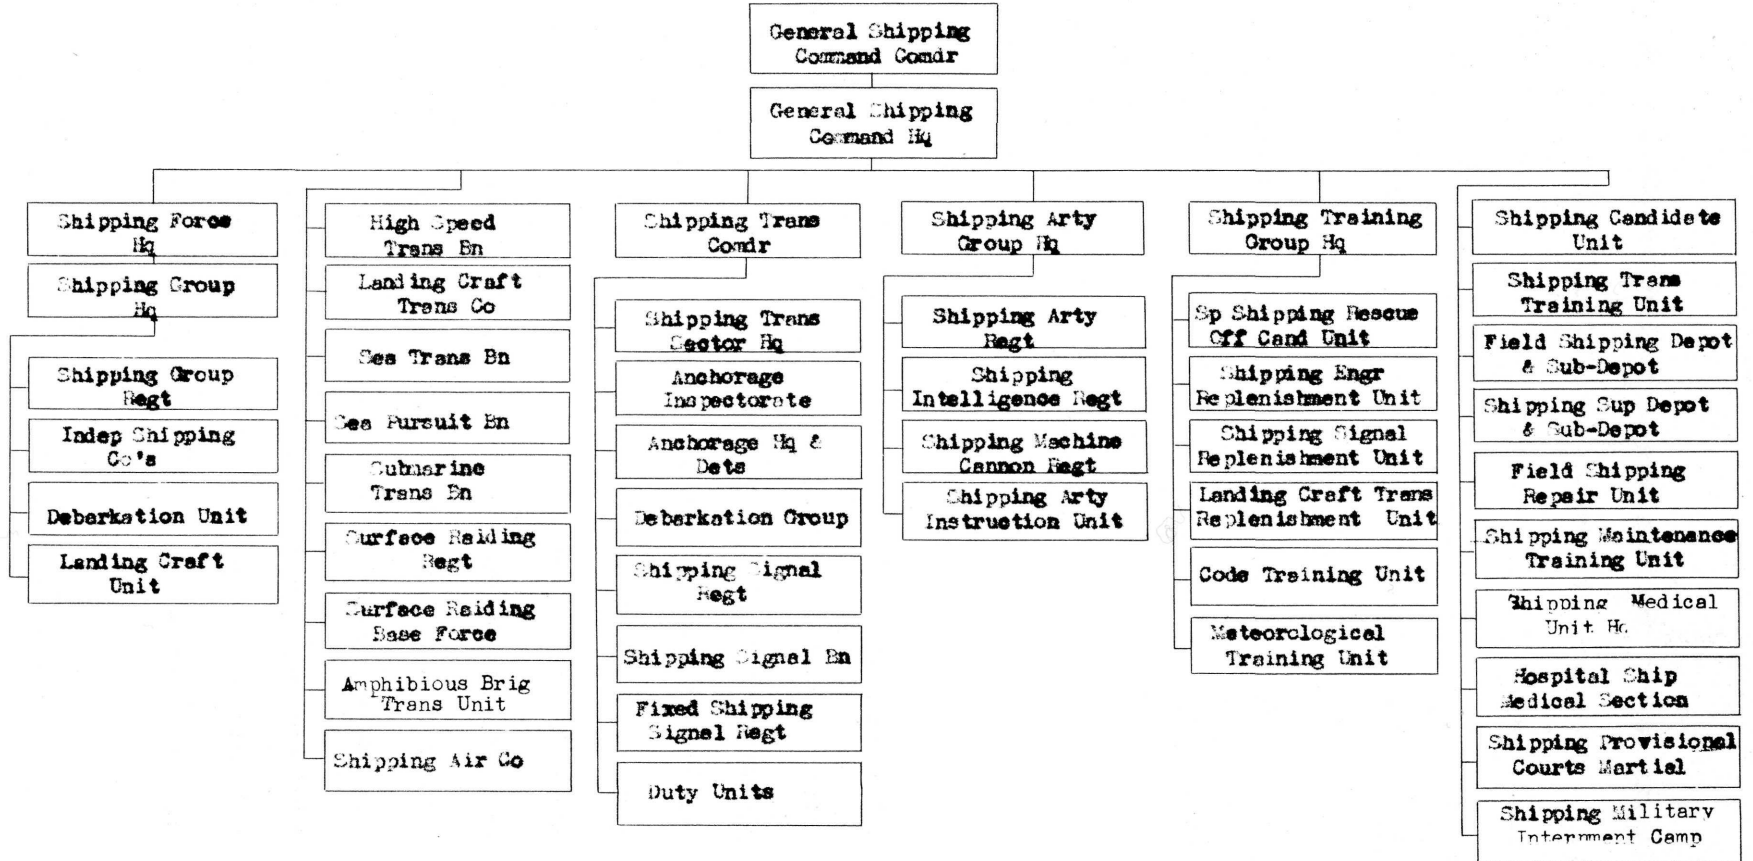 General Shipping
Command Comdr
General Shipping
Command Hq
Shipping Force
Hq
Shipping Group
Hq
Shipping Group
Regt
Indep Shipping
Co's
Debarkation Unit
Landing Craft
Unit
High Speed
Trans Bn
Landing Craft
Trans Co
Sea Trans Bn
Sea Pursuit Bn
Submarine
Trans Bn
Surface Raiding
Regt
Surface Raiding
Base Force
Amphibious Brig
Trans Unit
Shipping Air Co
Shipping Trans
Comdr
Shipping Trans
Sector Hq
Anchorage
Inspectorate
Anchorage Hq &
Dets
Debarkation Group
Shipping Signal
Regt
Shipping Signal Bn
Fixed Shipping
Signal Regt
Duty Units
Shipping Arty
Group Hq
Shipping Arty
Regt
Shipping
Intelligence Regt
Shipping Machine
Cannon Regt
Shipping Arty
Instruction Unit
Shipping Training
Group Hq
Sp Shipping Rescue
Off Cand Unit
Shipping Engr
Replenishment Unit
Shipping Signal
Replenishment Unit
Landing Craft Trans
Replenishment Unit
Code Training Unit
Meteorological
Training Unit
Shipping Candidate
Unit
Shipping Trans
Training Unit
Field Shipping Depot
& Sub-Depot
Shipping Sup Depot
& Sub-Depot
Field Shipping
Repair Unit
Shipping Maintenance
Training Unit
Shipping Medical
Unit Hq
Hospital Ship
Medical Section
Shipping Provisional
Courts Martial
Shipping Military
Internment Camp